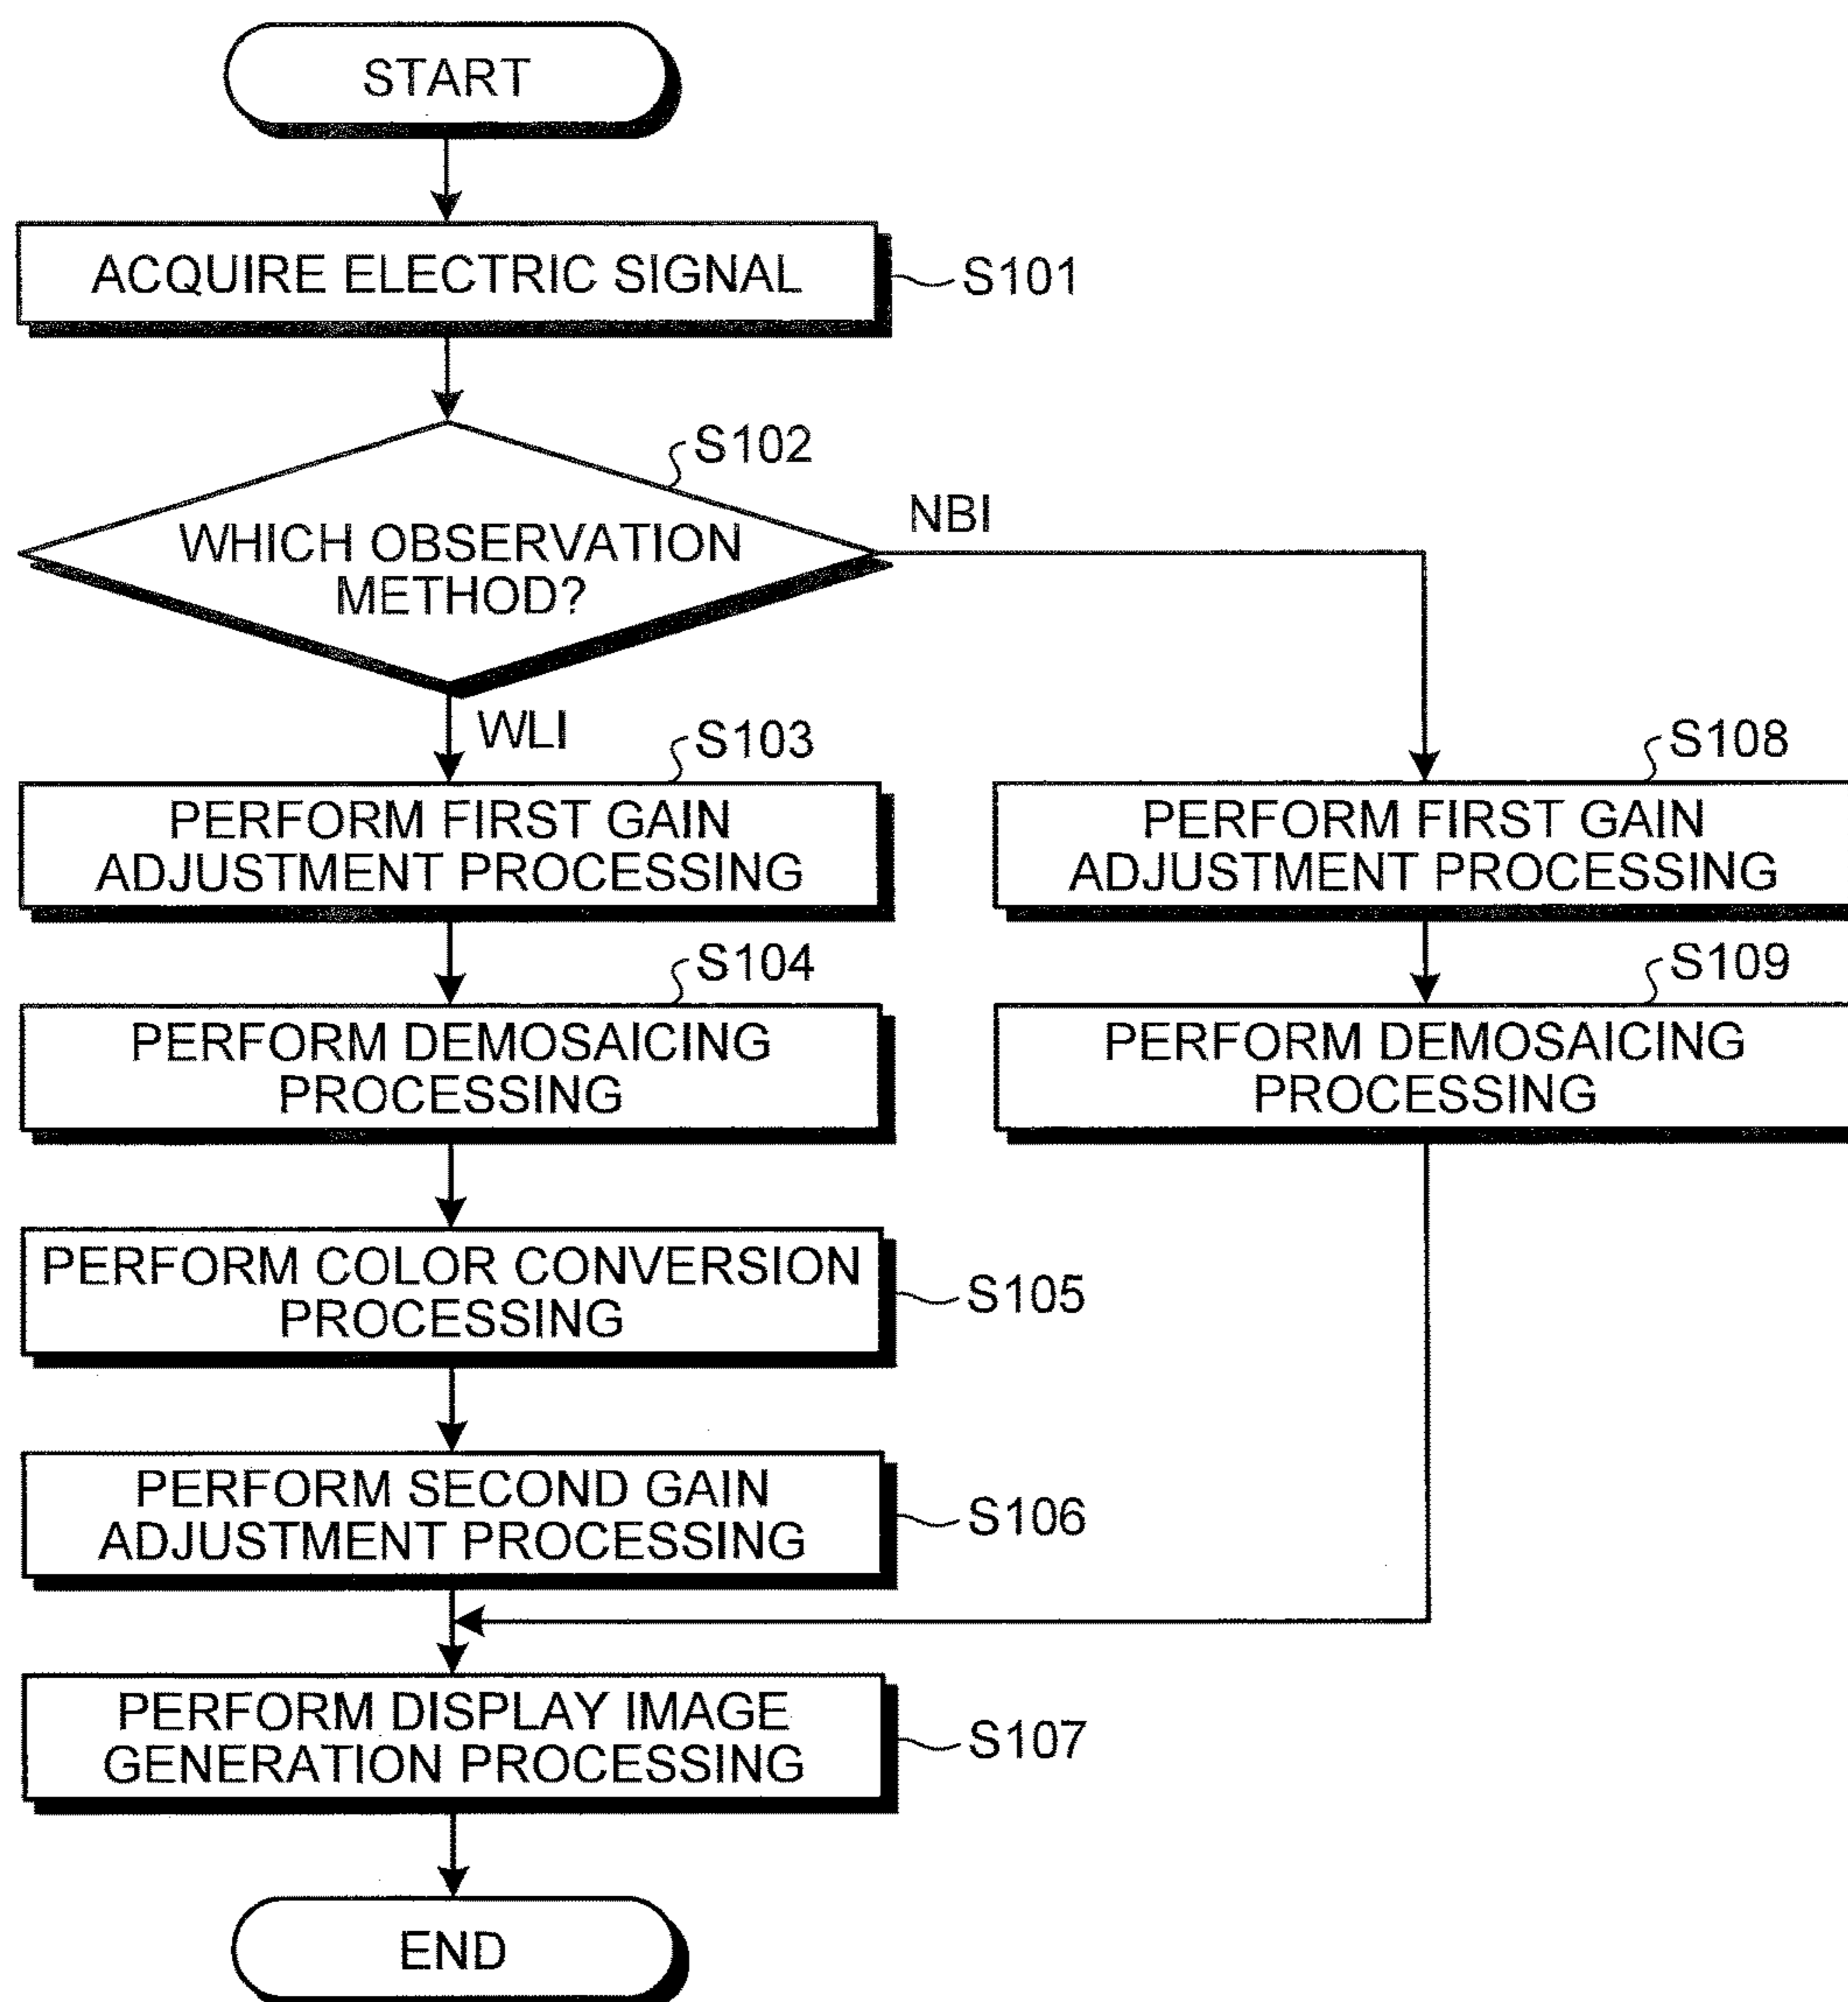 START
ACQUIRE ELECTRIC SIGNAL
S101
S102
WHICH OBSERVATION
METHOD?
NBI
WLI
S103
PERFORM FIRST GAIN
ADJUSTMENT PROCESSING
S108
PERFORM FIRST GAIN
ADJUSTMENT PROCESSING
S104
PERFORM DEMOSAICING
PROCESSING
S109
PERFORM DEMOSAICING
PROCESSING
PERFORM COLOR CONVERSION
PROCESSING
S105
PERFORM SECOND GAIN
ADJUSTMENT PROCESSING
S106
PERFORM DISPLAY IMAGE
GENERATION PROCESSING
S107
END